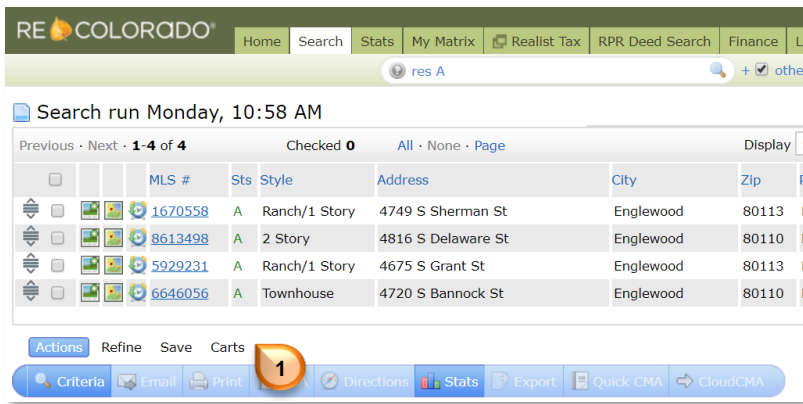 RE COLORADO®
Home Search Stats My Matrix Realist Tax RPR Deed Search Finance
res A + othe
Search run Monday, 10:58 AM
Previous · Next · 1-4 of 4 Checked 0 All · None · Page Display
MLS # Sts Style Address City Zip
1670558 A Ranch/1 Story 4749 S Sherman St Englewood 80113
8613498 A 2 Story 4816 S Delaware St Englewood 80110
5929231 A Ranch/1 Story 4675 S Grant St Englewood 80113
6646056 A Townhouse 4720 S Bannock St Englewood 80110
Actions Refine Save Carts
1
Criteria Email Print Directions Stats Export Quick CMA CloudCMA